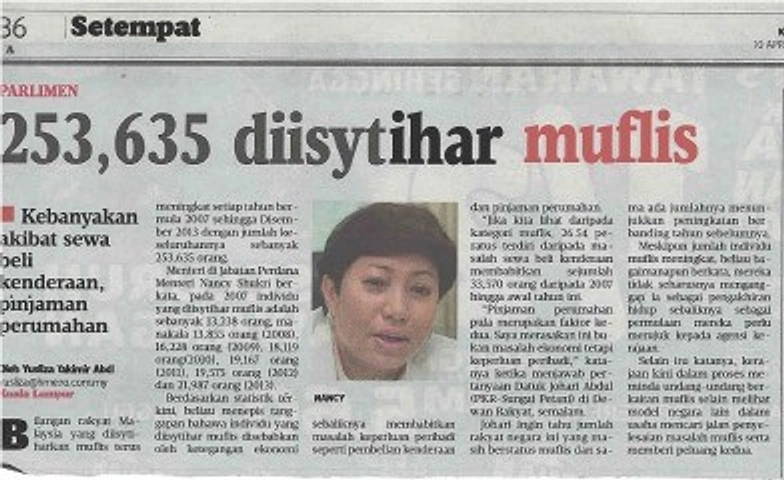 36
Setempat
A
10 APR
PARLIMEN
253,635 diisytihar muflis
Kebanyakan
akibat sewa
beli
kenderaan,
pinjaman
perumahan
Oleh Yusliza Yakimir Abd
yusliza@hmetro.com.my
Kuala Lumpur
Bilangan rakyat Ma-
laysia yang diisyti-
harkan muflis terus
meningkat setiap tahun ber-
mula 2007 sehingga Disem-
ber 2013 dengan jumlah ke-
seluruhannya sebanyak
253,635 orang.
Menteri di Jabatan Perdana
Menteri Nancy Shukri ber-
kata, pada 2007 individu
yang diisytihar muflis adalah
sebanyak 13,238 orang, ma-
nakala 13,855 orang (2008),
16,228 orang (2009), 18,119
orang(2010), 19,167 orang
(2011), 19,575 orang (2012)
dan 21,987 orang (2013).
Berdasarkan statistik ter-
kini, beliau menepis tang-
gapan bahawa individu yang
diisytihar muflis disebabkan
oleh ketegangan ekonomi
NANCY
sebaliknya membabitkan
masalah keperluan peribadi
seperti pembelian kenderaan
dan pinjaman perumahan.
"Jika kita lihat daripada
kategori muflis, 26.54 pe-
ratus terdiri daripada ma-
salah sewa beli kenderaan
membabitkan sejumlah
33,570 orang daripada 2007
hingga awal tahun ini.
"Pinjaman perumahan
pula merupakan faktor ke-
dua. Saya merasakan ini bu-
kan masalah ekonomi tetapi
keperluan peribadi," kata-
nya ketika menjawab per-
tanyaan Datuk Johari Abdul
(PKR-Sungai Petani) di De-
wan Rakyat, semalam.
Johari ingin tahu jumlah
rakyat negara ini yang ma-
sih berstatus muflis dan sa-
ma ada jumlahnya menun-
jukkan peningkatan ber-
banding tahun sebelumnya.
Meskipun jumlah individu
muflis meningkat, beliau ba-
gaimanapun berkata, mereka
tidak seharusnya mengang-
gap ia sebagai pengakhiran
hidup sebaliknya sebagai
permulaan mereka perlu
merujuk kepada agensi ke-
rajaan.
Selain itu katanya, kera-
jaan kini dalam proses me-
minda undang-undang ber-
kaitan muflis selain melihat
model negara lain dalam
usaha mencari jalan penye-
lesaian masalah muflis serta
memberi peluang kedua.